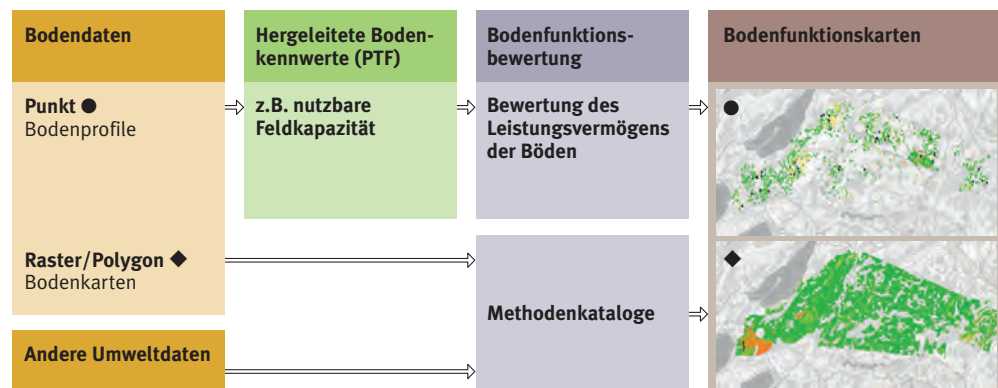 Bodendaten
Hergeleitete Boden-
kennwerte (PTF)
Bodenfunktions-
bewertung
Bodenfunktionskarten
Punkt ●
Bodenprofile
z.B. nutzbare
Feldkapazität
Bewertung des
Leistungsvermögens
der Böden
Raster/Polygon ◆
Bodenkarten
Methodenkataloge
Andere Umweltdaten